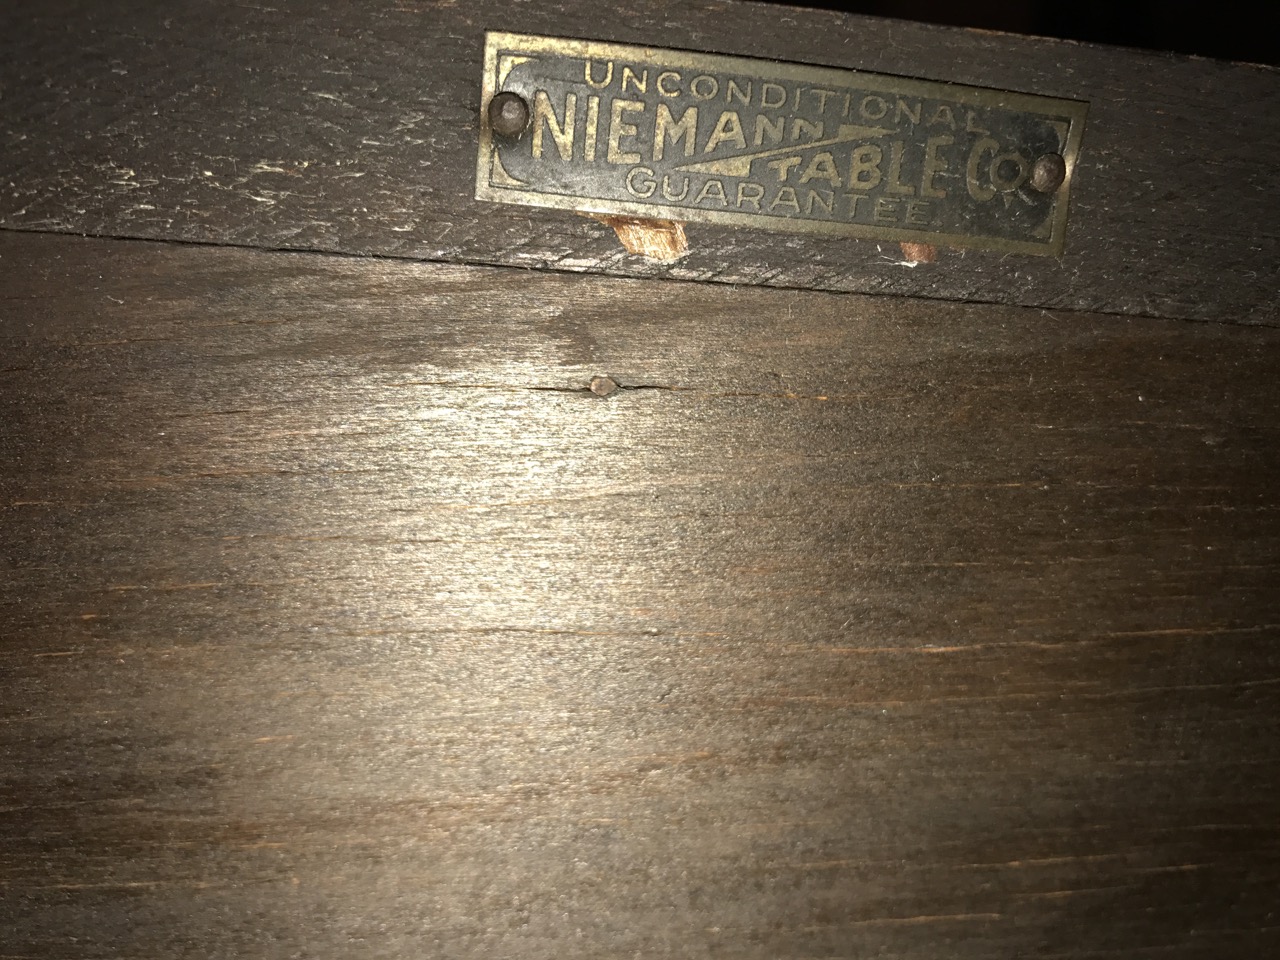 UNCONDITIONAL
NIEMANN TABLE CO.
GUARANTEE